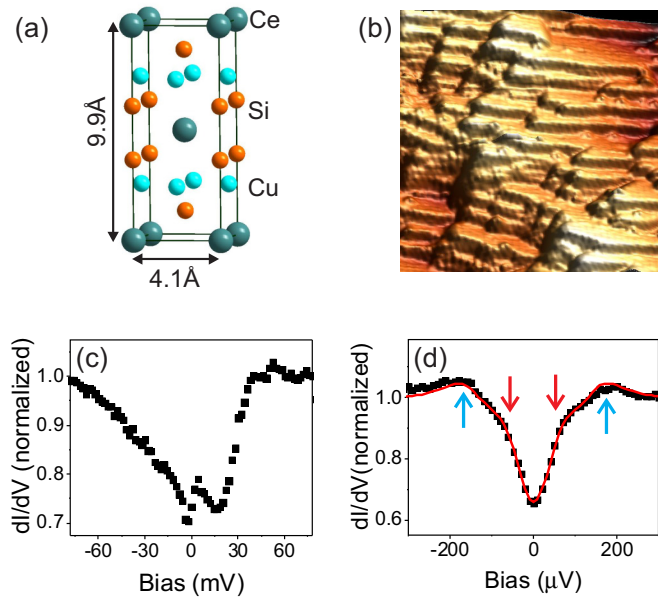 (a)
Ce
Si
Cu
9.9Å
4.1Å
(b)
(c)
dI/dV (normalized)
1.0
0.9
0.8
0.7
-60
-30
0
30
60
Bias (mV)
(d)
dI/dV(normalized)
1.0
0.8
0.6
-200
0
200
Bias (μV)